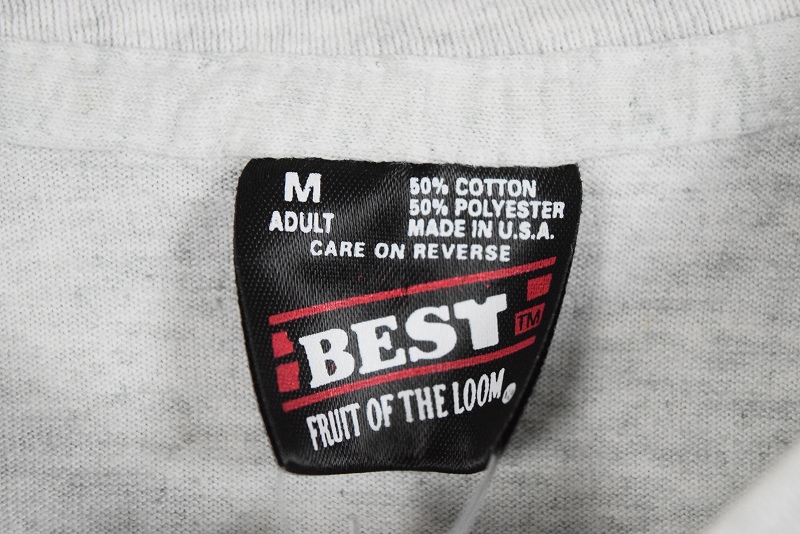 M
ADULT
50% COTTON
50% POLYESTER
MADE IN U.S.A.
CARE ON REVERSE
BEST
TM
FRUIT OF THE LOOM®